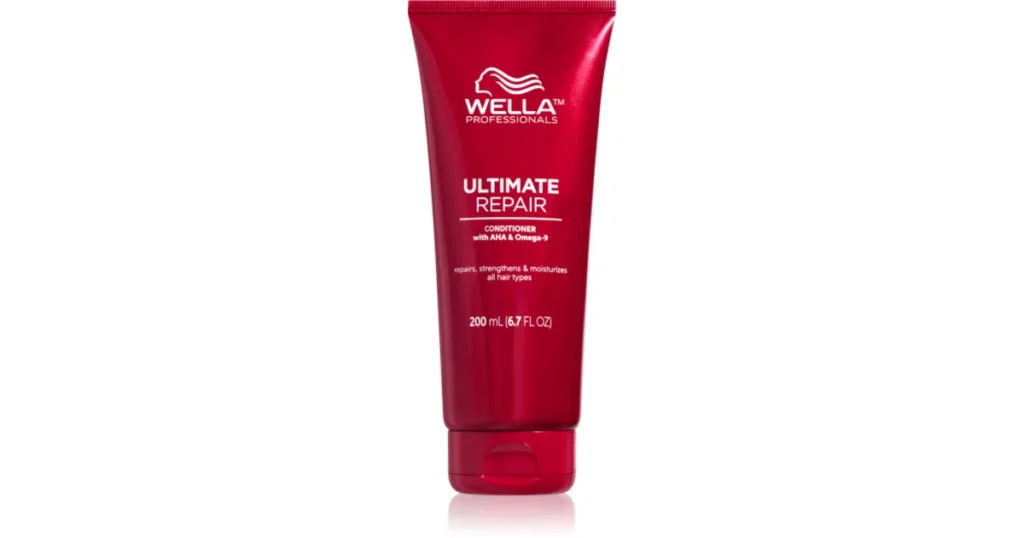 WELLA™
PROFESSIONALS
ULTIMATE
REPAIR
CONDITIONER
with AHA & Omega-9
repairs, strengthens & moisturizes
all hair types
200 mL (6.7 FL OZ)